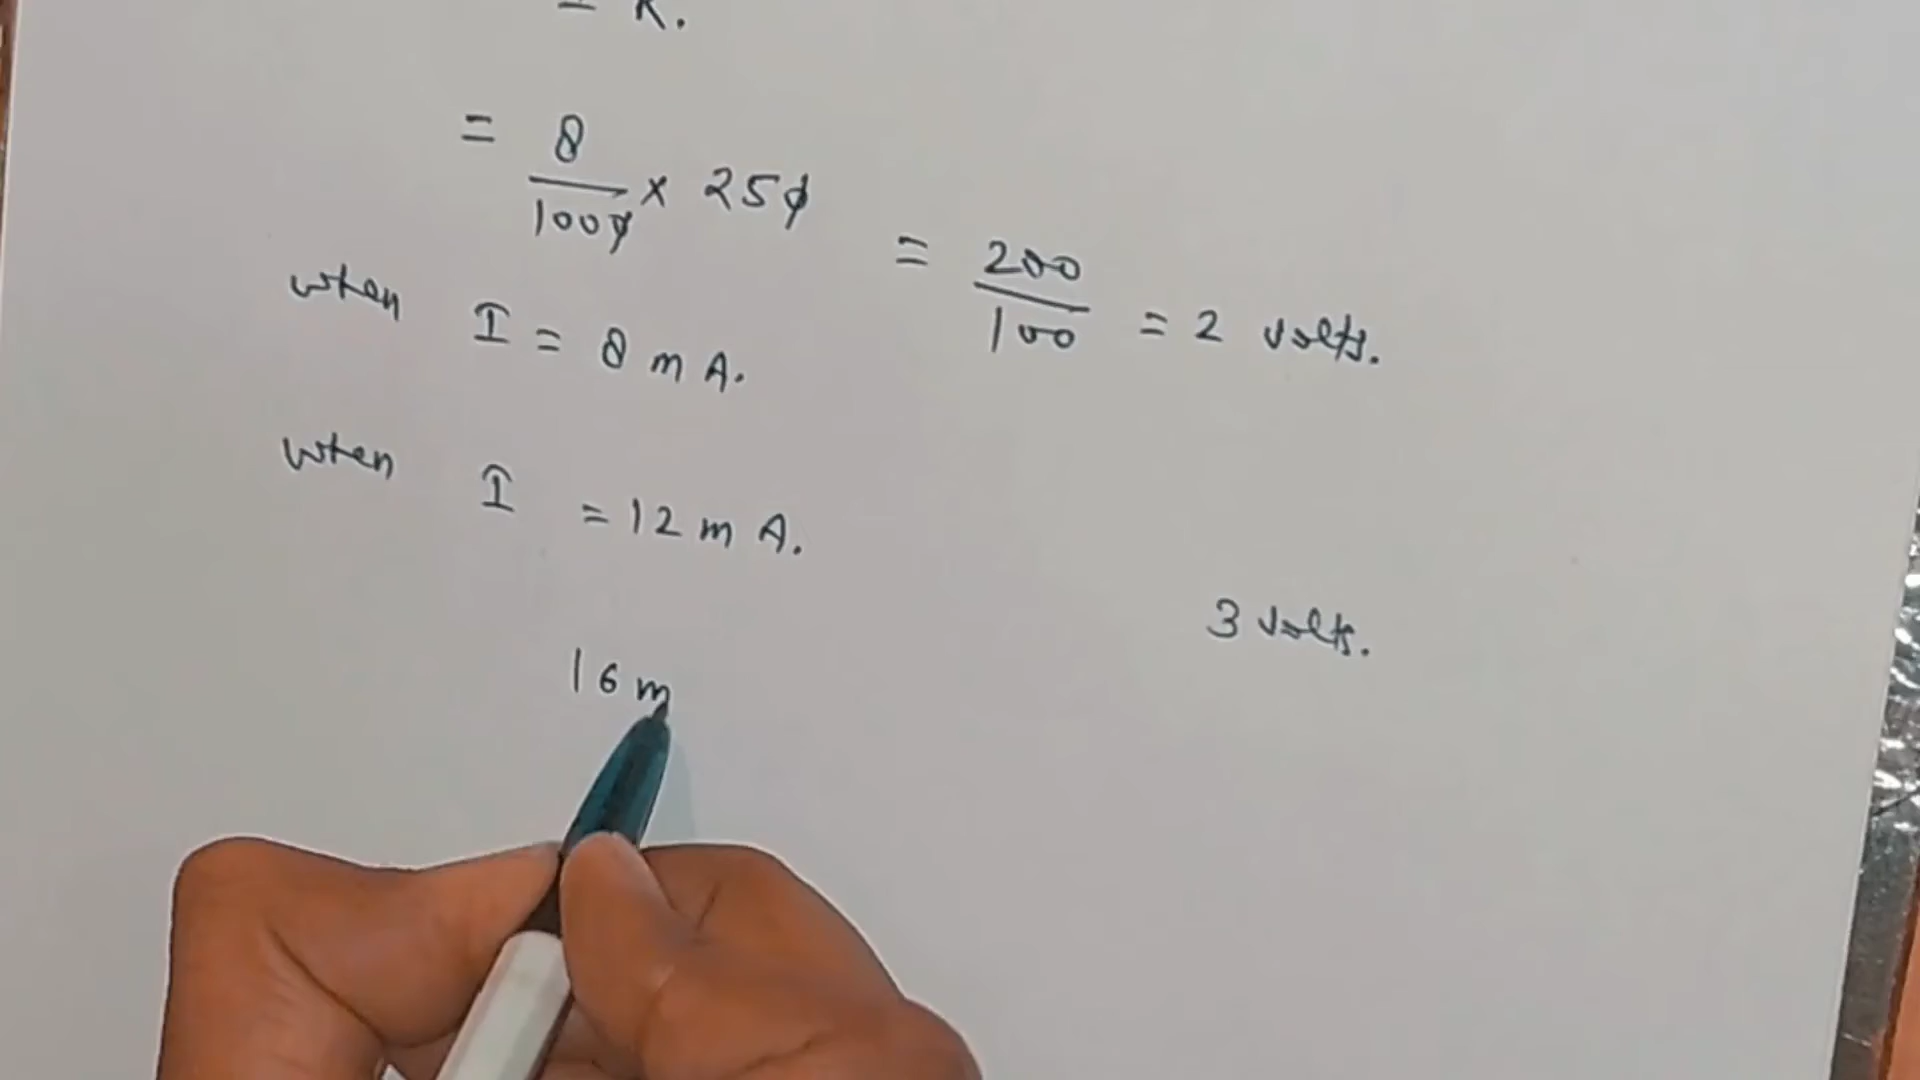 = I R.
= 8/1000 × 250 = 200/100 = 2 volts.
when I = 8 mA.
when I = 12 mA.
3 volts.
16 m